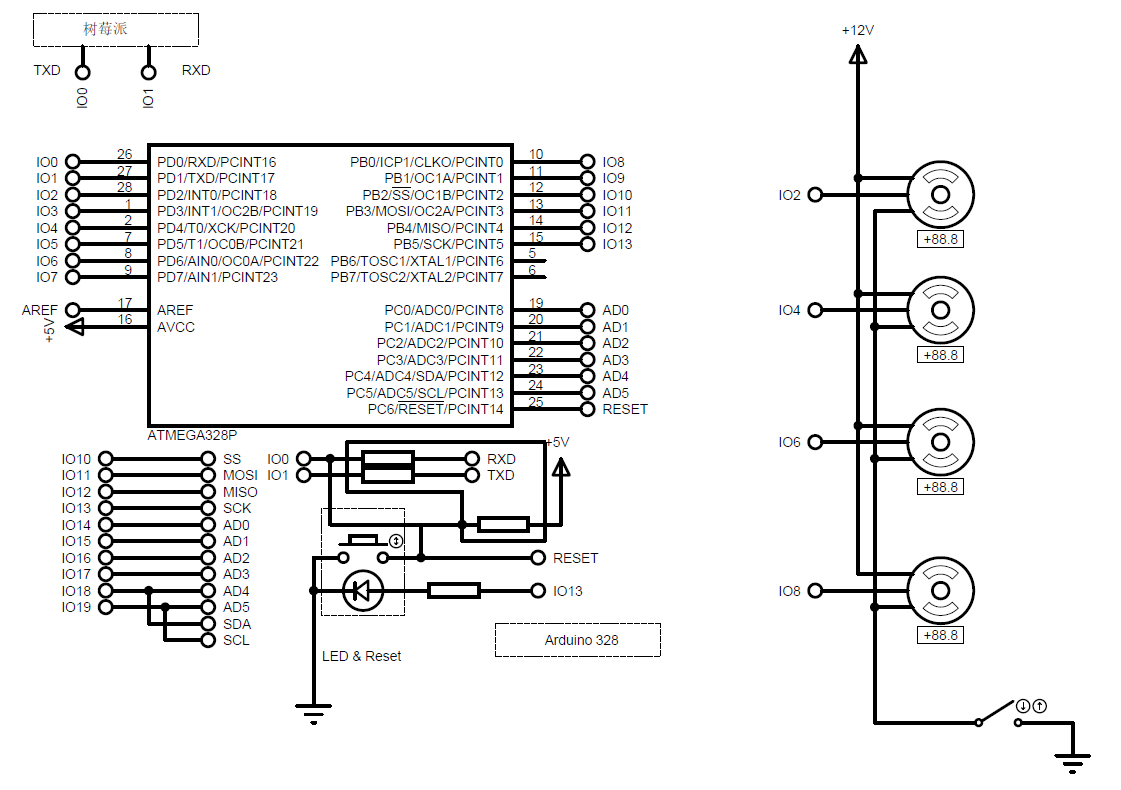 树莓派
TXD
RXD
IO0
IO1
IO0 26 PD0/RXD/PCINT16
IO1 27 PD1/TXD/PCINT17
IO2 28 PD2/INT0/PCINT18
IO3 1 PD3/INT1/OC2B/PCINT19
IO4 2 PD4/T0/XCK/PCINT20
IO5 7 PD5/T1/OC0B/PCINT21
IO6 8 PD6/AIN0/OC0A/PCINT22
IO7 9 PD7/AIN1/PCINT23
AREF 17 AREF
+5V 16 AVCC
PB0/ICP1/CLKO/PCINT0 10 IO8
PB1/OC1A/PCINT1 11 IO9
PB2/SS/OC1B/PCINT2 12 IO10
PB3/MOSI/OC2A/PCINT3 13 IO11
PB4/MISO/PCINT4 14 IO12
PB5/SCK/PCINT5 15 IO13
PB6/TOSC1/XTAL1/PCINT6 5
PB7/TOSC2/XTAL2/PCINT7 6
PC0/ADC0/PCINT8 19 AD0
PC1/ADC1/PCINT9 20 AD1
PC2/ADC2/PCINT10 21 AD2
PC3/ADC3/PCINT11 22 AD3
PC4/ADC4/SDA/PCINT12 23 AD4
PC5/ADC5/SCL/PCINT13 24 AD5
PC6/RESET/PCINT14 25 RESET
ATMEGA328P
IO10 SS
IO11 MOSI
IO12 MISO
IO13 SCK
IO14 AD0
IO15 AD1
IO16 AD2
IO17 AD3
IO18 AD4
IO19 AD5
SDA
SCL
+5V
IO0 RXD
IO1 TXD
RESET
IO13
LED & Reset
Arduino 328
+12V
IO2
+88.8
IO4
+88.8
IO6
+88.8
IO8
+88.8